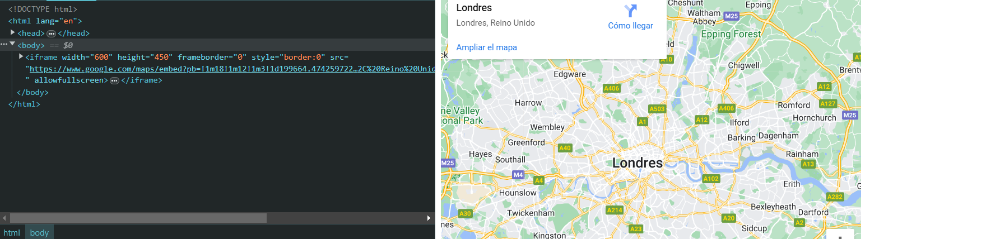 <!DOCTYPE html>
<html lang="en">
<head> ••• </head>
••• <body> == $0
<iframe width="600" height="450" frameborder="0" style="border:0" src=
"https://www.google.com/maps/embed?pb=!1m18!1m12!1m3!1d199664.474259722…2C%20Reino%20Unid
" allowfullscreen> ••• </iframe>
</body>
</html>
html body
Londres
Londres, Reino Unido
Cómo llegar
Ampliar el mapa
Cheshunt
Epping
Waltham
Abbey
M25
Epping Forest
A10
Chigwell
Edgware
A406
A12
Harrow
A503
A406
Romford
A127
Hornchurch
M25
ne Valley
ional Park
A1
A12
Ilford
Wembley
Barking
Dagenham
Greenford
A40
Hayes
Southall
Rainham
M25
Londres
A13
M4
A4
A102
Erith
Hounslow
A282
A30
Twickenham
A214
A20
Bexleyheath
Dartford
A2
A23
Sidcup
Kingston